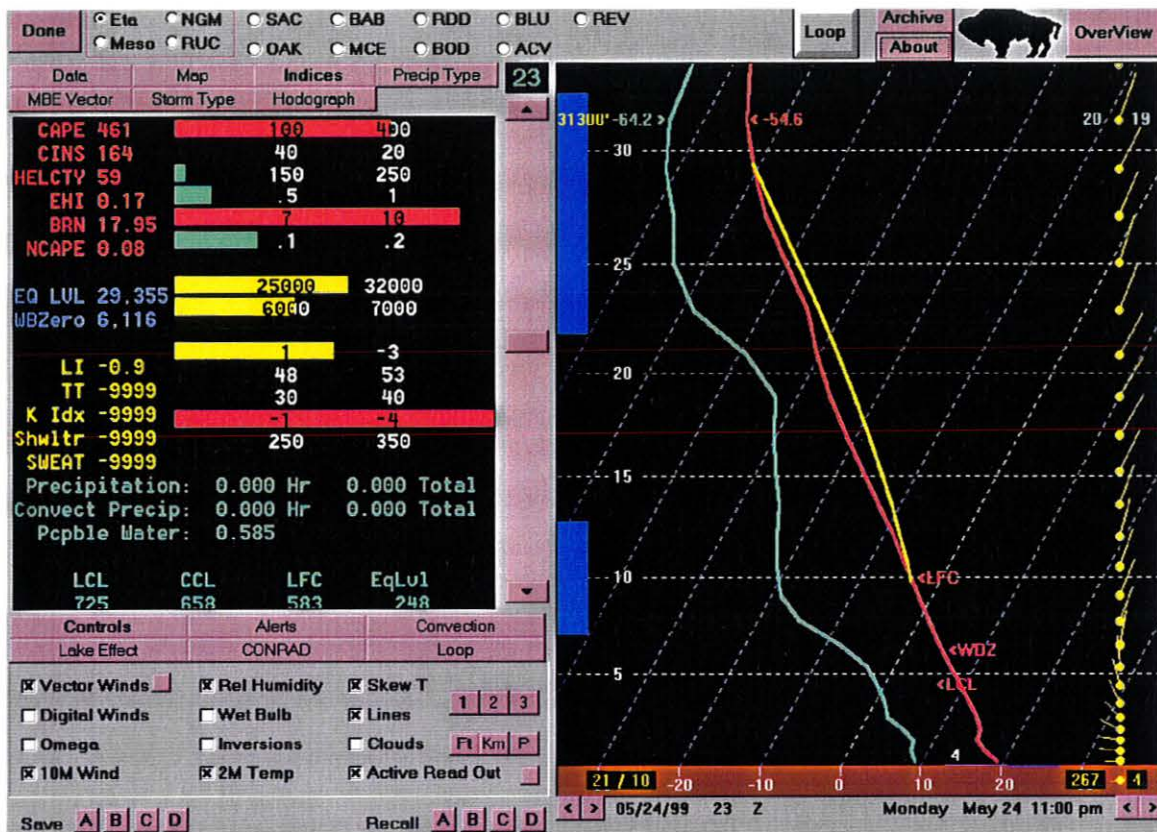 Done Eta NGM SAC BAB RDD BLU REV Loop Archive OverView
Meso RUC OAK MCE BOD ACV About
Data Map Indices Precip Type 23
MBE Vector Storm Type Hodograph
CAPE 461 100 400
CINS 164 40 20
HELCTY 59 150 250
EHI 0.17 .5 1
BRN 17.95 7 10
NCAPE 0.08 .1 .2
EQ LVL 29,355 25000 32000
WBZero 6,116 6000 7000
LI -0.9 1 -3
TT -9999 48 53
K Idx -9999 30 40
Shwltr -9999 -1 -4
SWEAT -9999 250 350
Precipitation: 0.000 Hr 0.000 Total
Convect Precip: 0.000 Hr 0.000 Total
Pcpble Water: 0.585
LCL CCL LFC EqLvl
725 658 583 248
Controls Alerts Convection
Lake Effect CONRAD Loop
Vector Winds Rel Humidity Skew T
1 2 3
Digital Winds Wet Bulb Lines
Omega Inversions Clouds Ft Km P
10M Wind 2M Temp Active Read Out
Save A B C D Recall A B C D
31300' -64.2 > <-54.6 20 19
30
25
20
15
10 <LFC
<WDZ
5 <LCL
4
21 / 10 -20 -10 0 10 20 267 4
< > 05/24/99 23 Z Monday May 24 11:00 pm < >